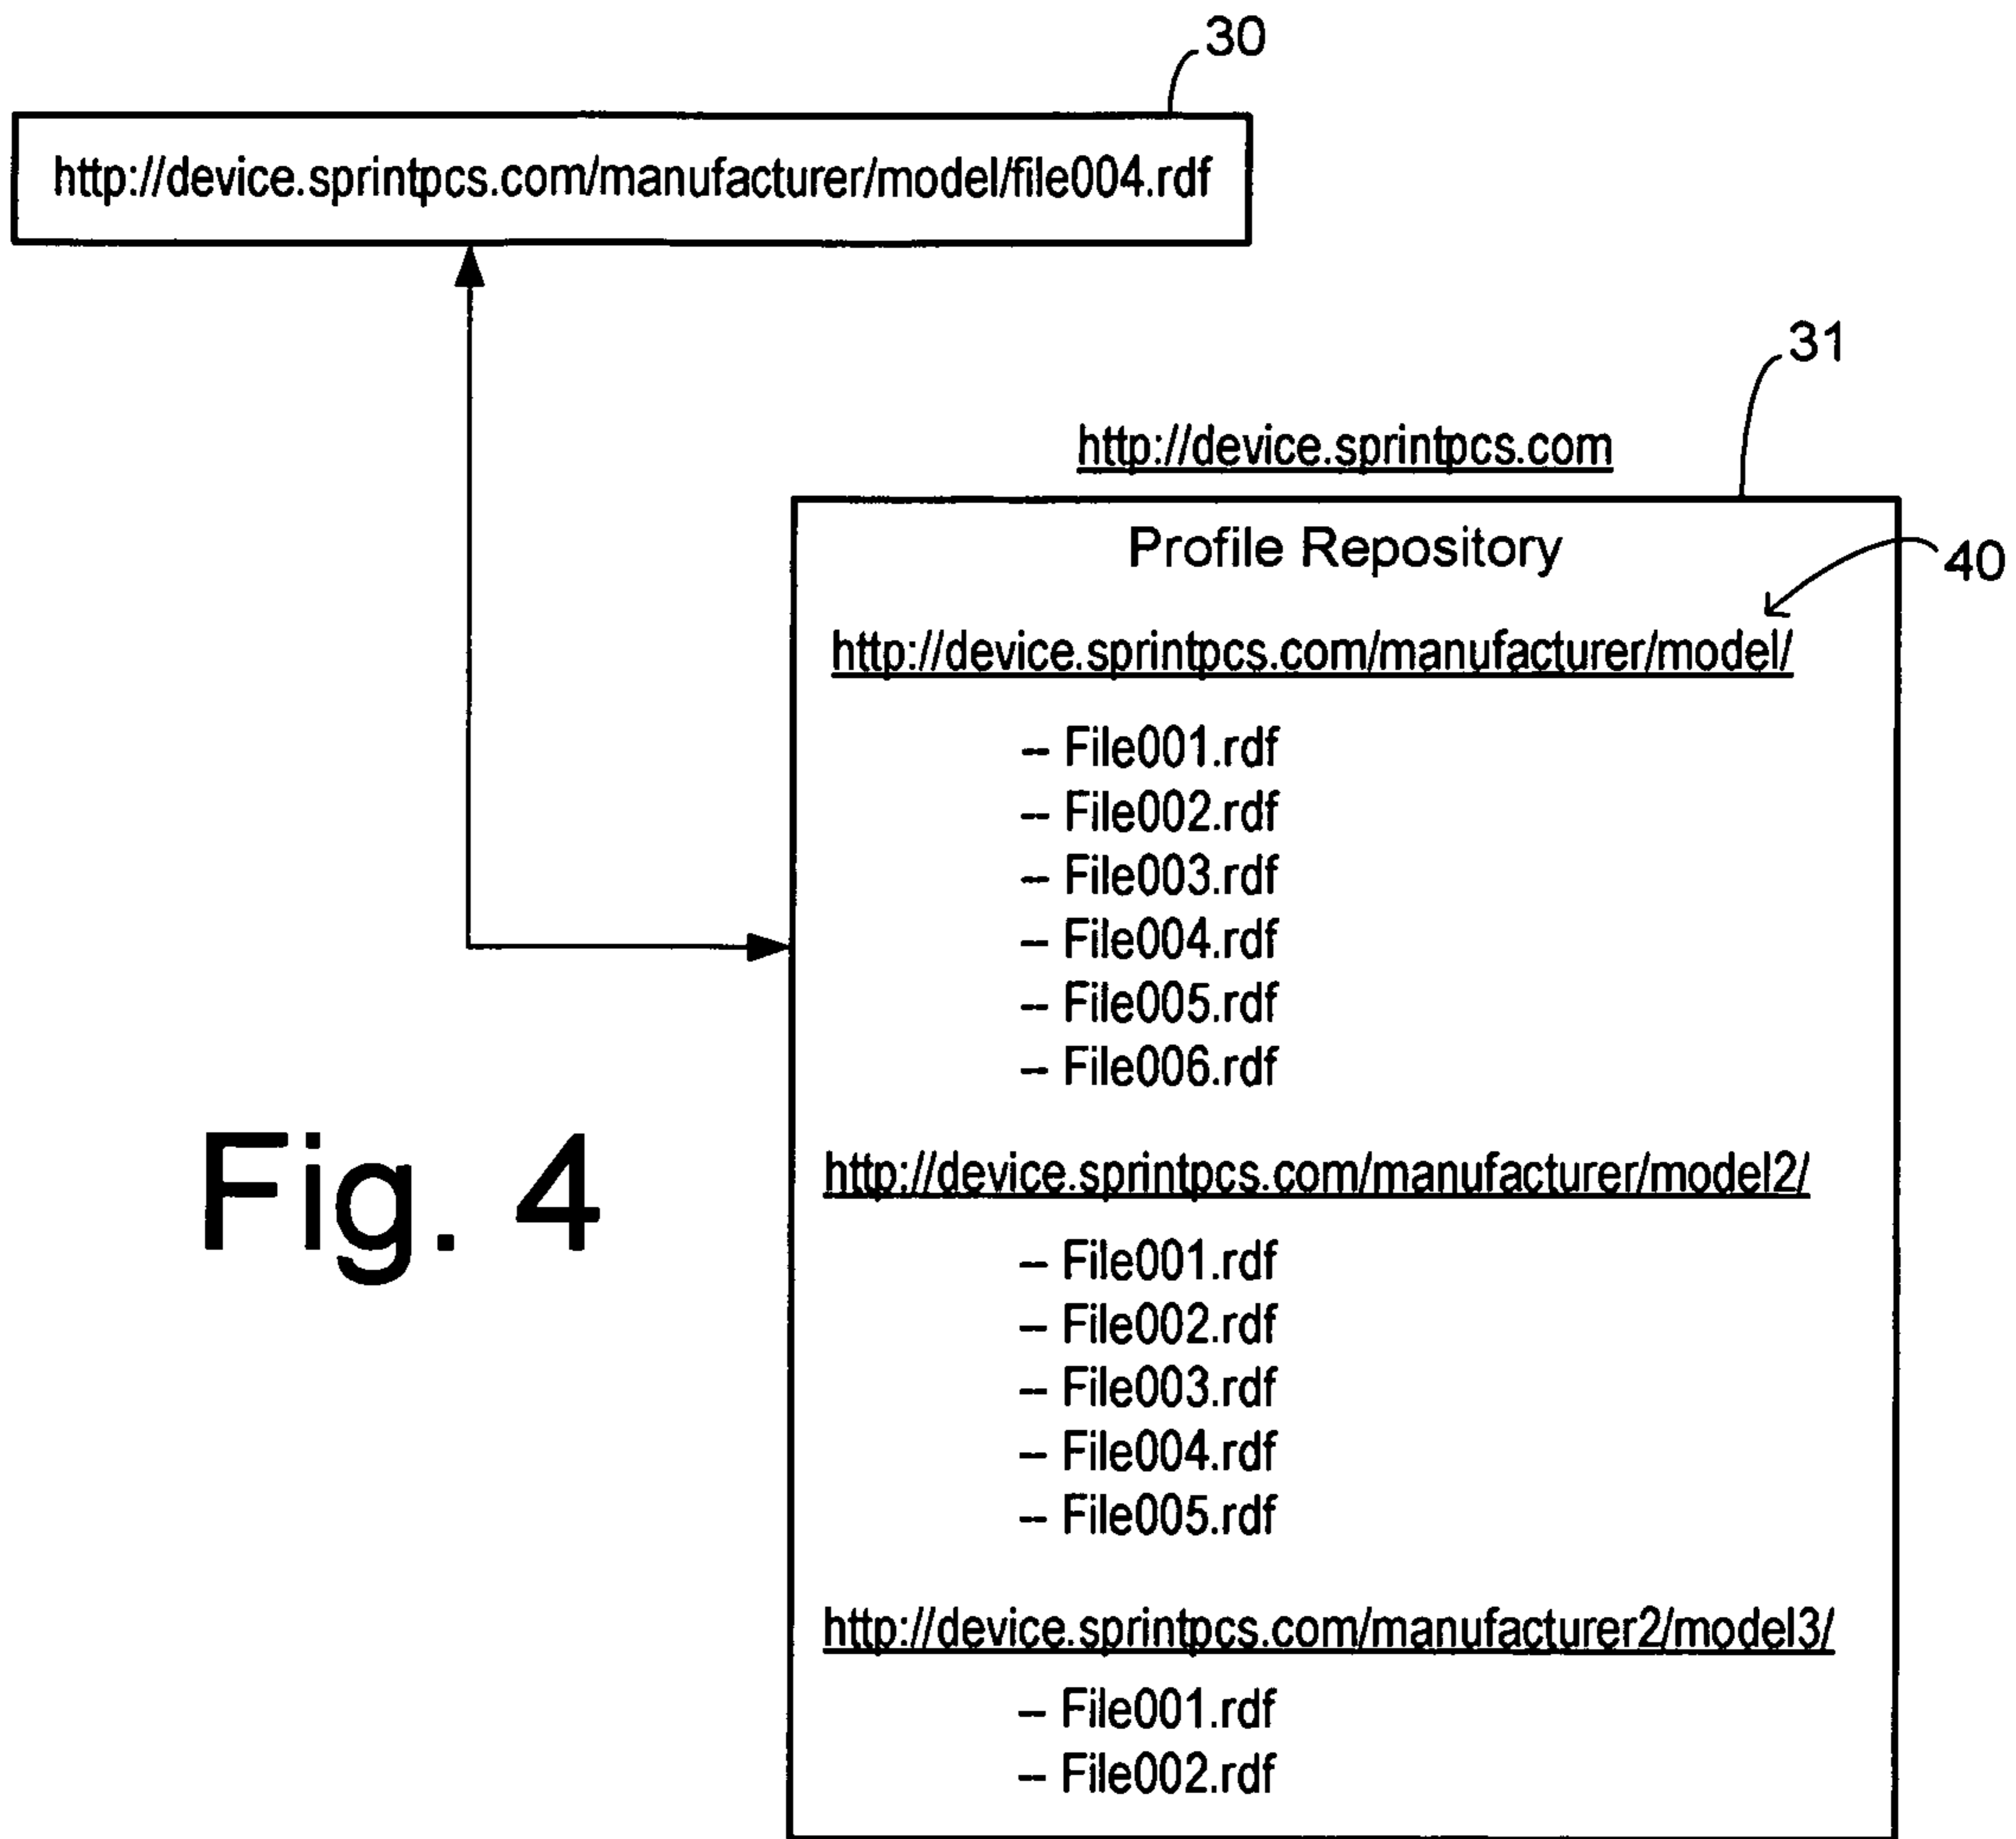 30
http://device.sprintpcs.com/manufacturer/model/file004.rdf
31
http://device.sprintpcs.com
Profile Repository
40
http://device.sprintpcs.com/manufacturer/model/
-- File001.rdf
-- File002.rdf
-- File003.rdf
-- File004.rdf
-- File005.rdf
-- File006.rdf
Fig. 4
http://device.sprintpcs.com/manufacturer/model2/
-- File001.rdf
-- File002.rdf
-- File003.rdf
-- File004.rdf
-- File005.rdf
http://device.sprintpcs.com/manufacturer2/model3/
-- File001.rdf
-- File002.rdf